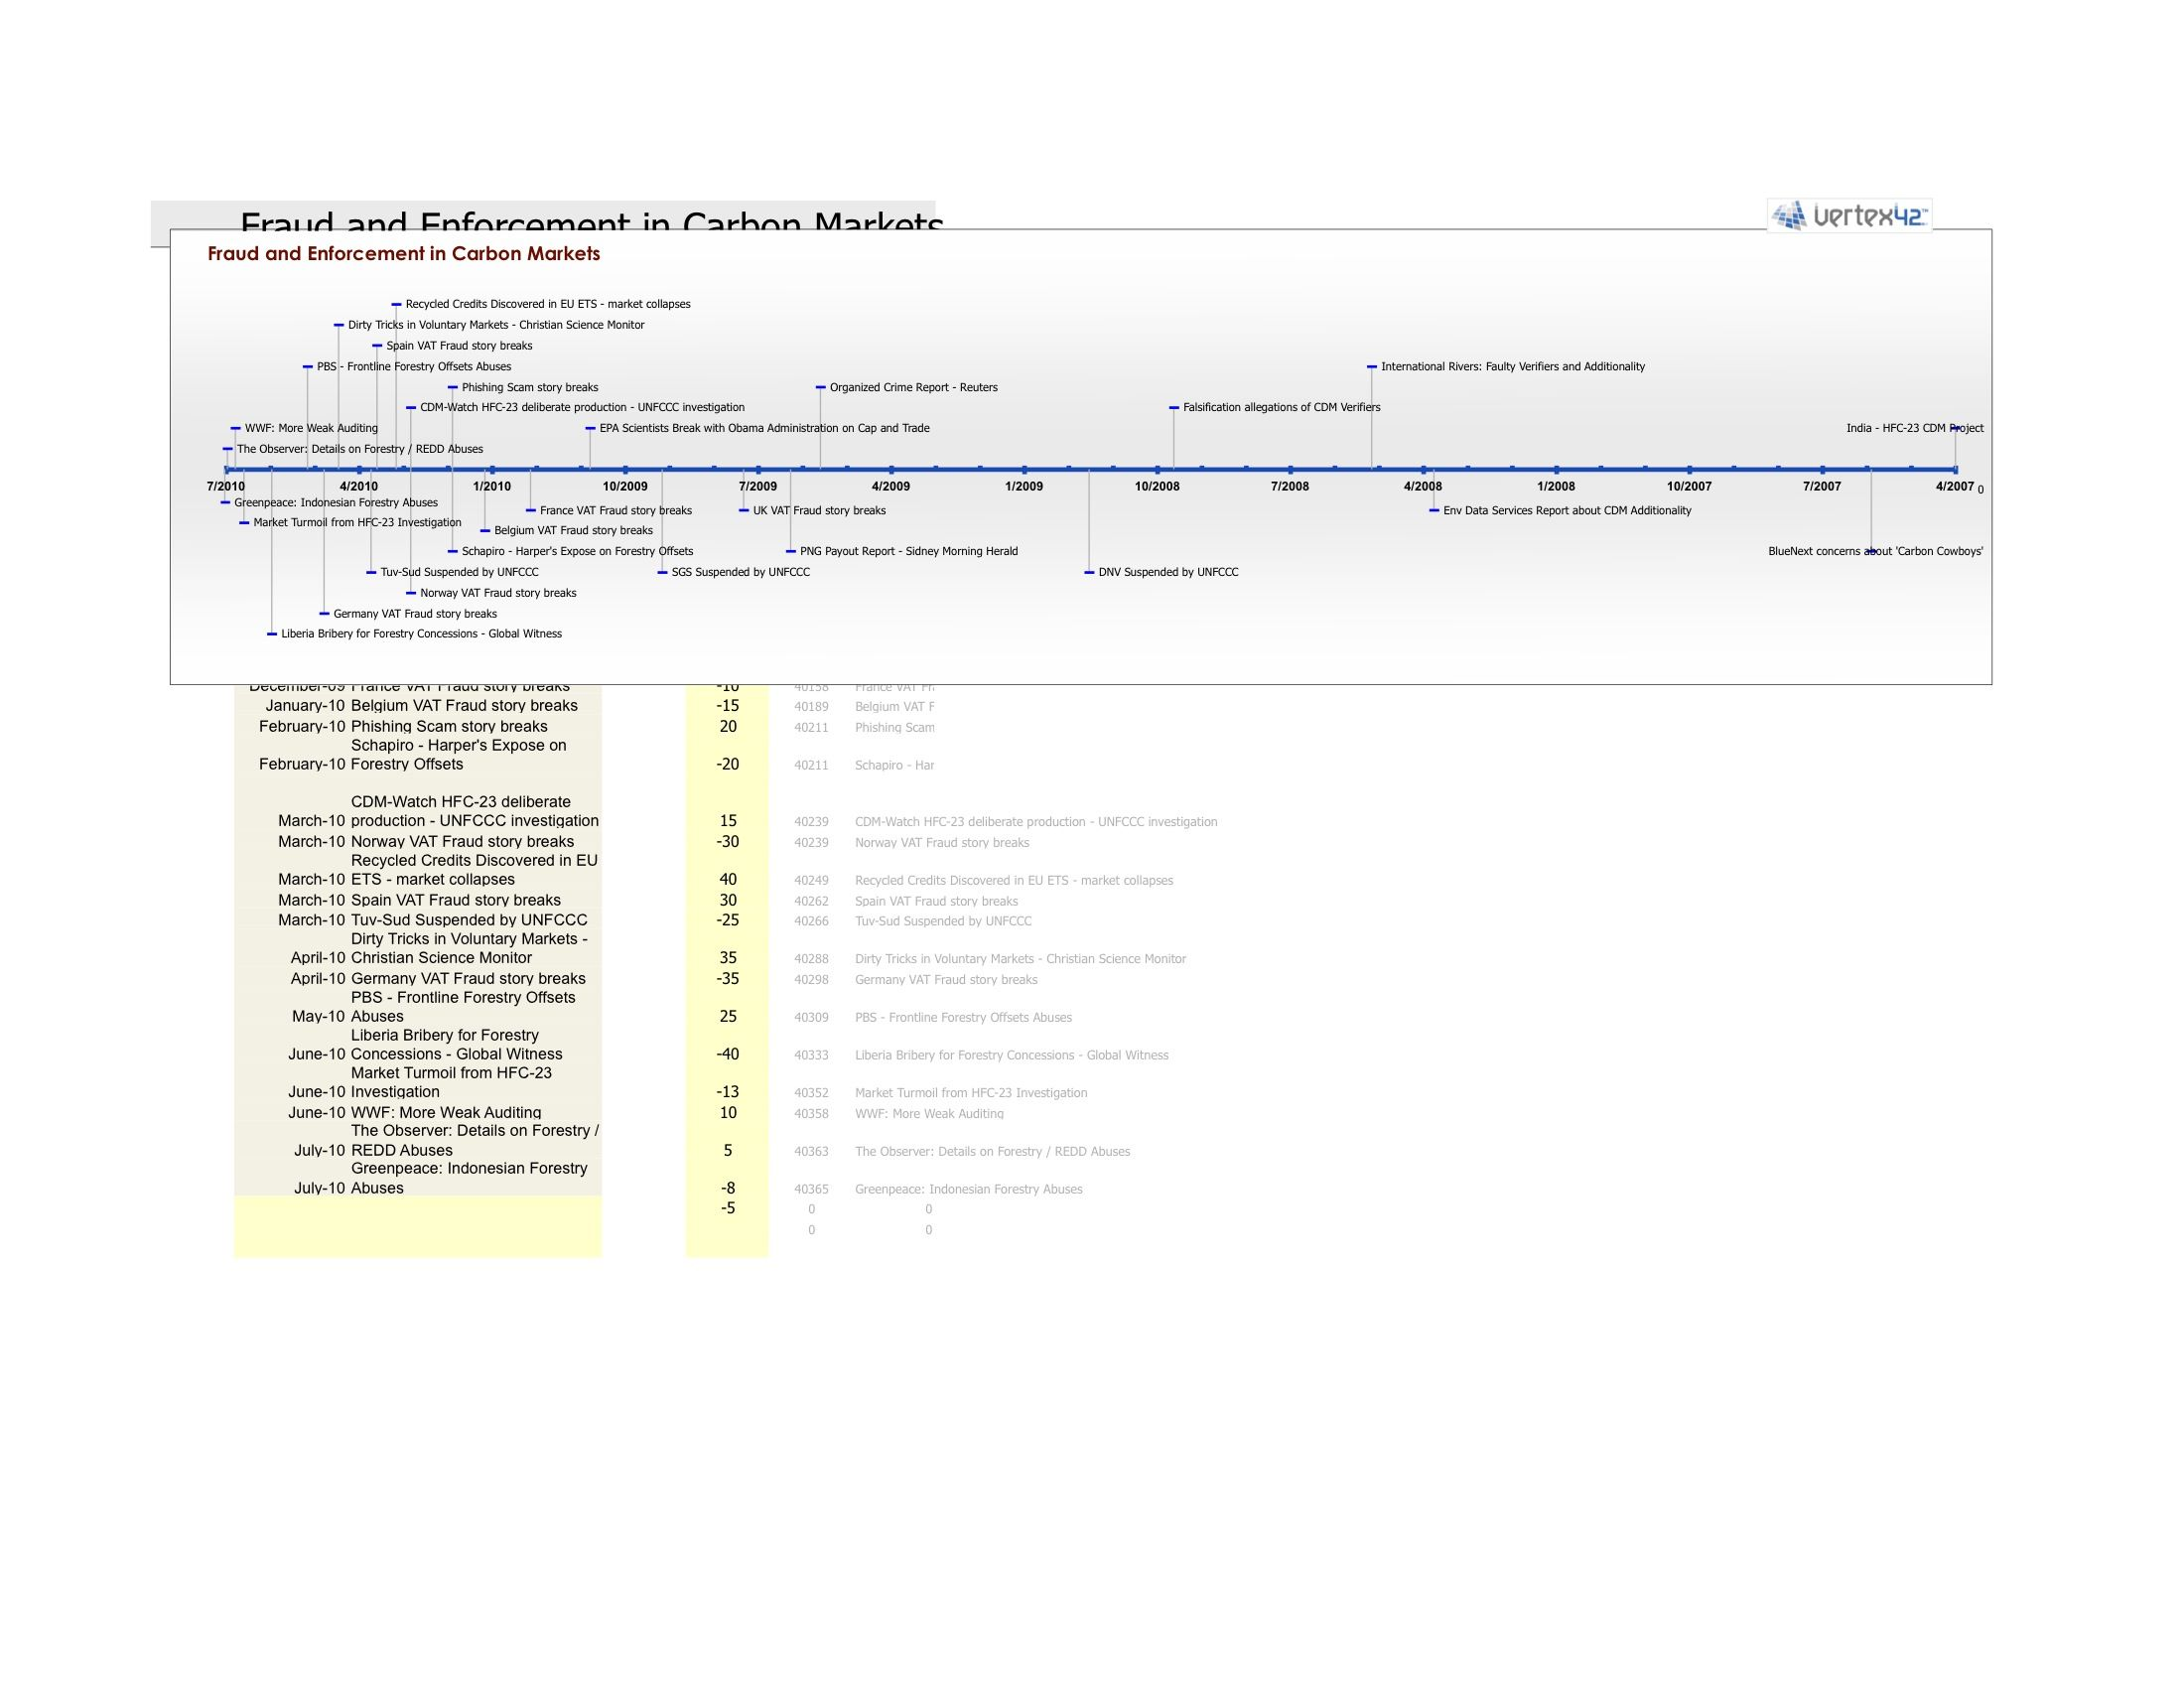 Fraud and Enforcement in Carbon Markets
vertex42™
Fraud and Enforcement in Carbon Markets
Recycled Credits Discovered in EU ETS - market collapses
Dirty Tricks in Voluntary Markets - Christian Science Monitor
Spain VAT Fraud story breaks
PBS - Frontline Forestry Offsets Abuses
International Rivers: Faulty Verifiers and Additionality
Phishing Scam story breaks
Organized Crime Report - Reuters
CDM-Watch HFC-23 deliberate production - UNFCCC investigation
Falsification allegations of CDM Verifiers
WWF: More Weak Auditing
EPA Scientists Break with Obama Administration on Cap and Trade
India - HFC-23 CDM Project
The Observer: Details on Forestry / REDD Abuses
7/2010 4/2010 1/2010 10/2009 7/2009 4/2009 1/2009 10/2008 7/2008 4/2008 1/2008 10/2007 7/2007 4/2007 0
Greenpeace: Indonesian Forestry Abuses
France VAT Fraud story breaks
UK VAT Fraud story breaks
Env Data Services Report about CDM Additionality
Market Turmoil from HFC-23 Investigation
Belgium VAT Fraud story breaks
Schapiro - Harper's Expose on Forestry Offsets
PNG Payout Report - Sidney Morning Herald
BlueNext concerns about 'Carbon Cowboys'
Tuv-Sud Suspended by UNFCCC
SGS Suspended by UNFCCC
DNV Suspended by UNFCCC
Norway VAT Fraud story breaks
Germany VAT Fraud story breaks
Liberia Bribery for Forestry Concessions - Global Witness
December-09 France VAT Fraud story breaks -10 40158 France VAT Fr
January-10 Belgium VAT Fraud story breaks -15 40189 Belgium VAT F
February-10 Phishing Scam story breaks 20 40211 Phishing Scam
Schapiro - Harper's Expose on
February-10 Forestry Offsets -20 40211 Schapiro - Har
CDM-Watch HFC-23 deliberate
March-10 production - UNFCCC investigation 15 40239 CDM-Watch HFC-23 deliberate production - UNFCCC investigation
March-10 Norway VAT Fraud story breaks -30 40239 Norway VAT Fraud story breaks
Recycled Credits Discovered in EU
March-10 ETS - market collapses 40 40249 Recycled Credits Discovered in EU ETS - market collapses
March-10 Spain VAT Fraud story breaks 30 40262 Spain VAT Fraud story breaks
March-10 Tuv-Sud Suspended by UNFCCC -25 40266 Tuv-Sud Suspended by UNFCCC
Dirty Tricks in Voluntary Markets -
April-10 Christian Science Monitor 35 40288 Dirty Tricks in Voluntary Markets - Christian Science Monitor
April-10 Germany VAT Fraud story breaks -35 40298 Germany VAT Fraud story breaks
PBS - Frontline Forestry Offsets
May-10 Abuses 25 40309 PBS - Frontline Forestry Offsets Abuses
Liberia Bribery for Forestry
June-10 Concessions - Global Witness -40 40333 Liberia Bribery for Forestry Concessions - Global Witness
Market Turmoil from HFC-23
June-10 Investigation -13 40352 Market Turmoil from HFC-23 Investigation
June-10 WWF: More Weak Auditing 10 40358 WWF: More Weak Auditing
The Observer: Details on Forestry /
July-10 REDD Abuses 5 40363 The Observer: Details on Forestry / REDD Abuses
Greenpeace: Indonesian Forestry
July-10 Abuses -8 40365 Greenpeace: Indonesian Forestry Abuses
-5 0 0
0 0